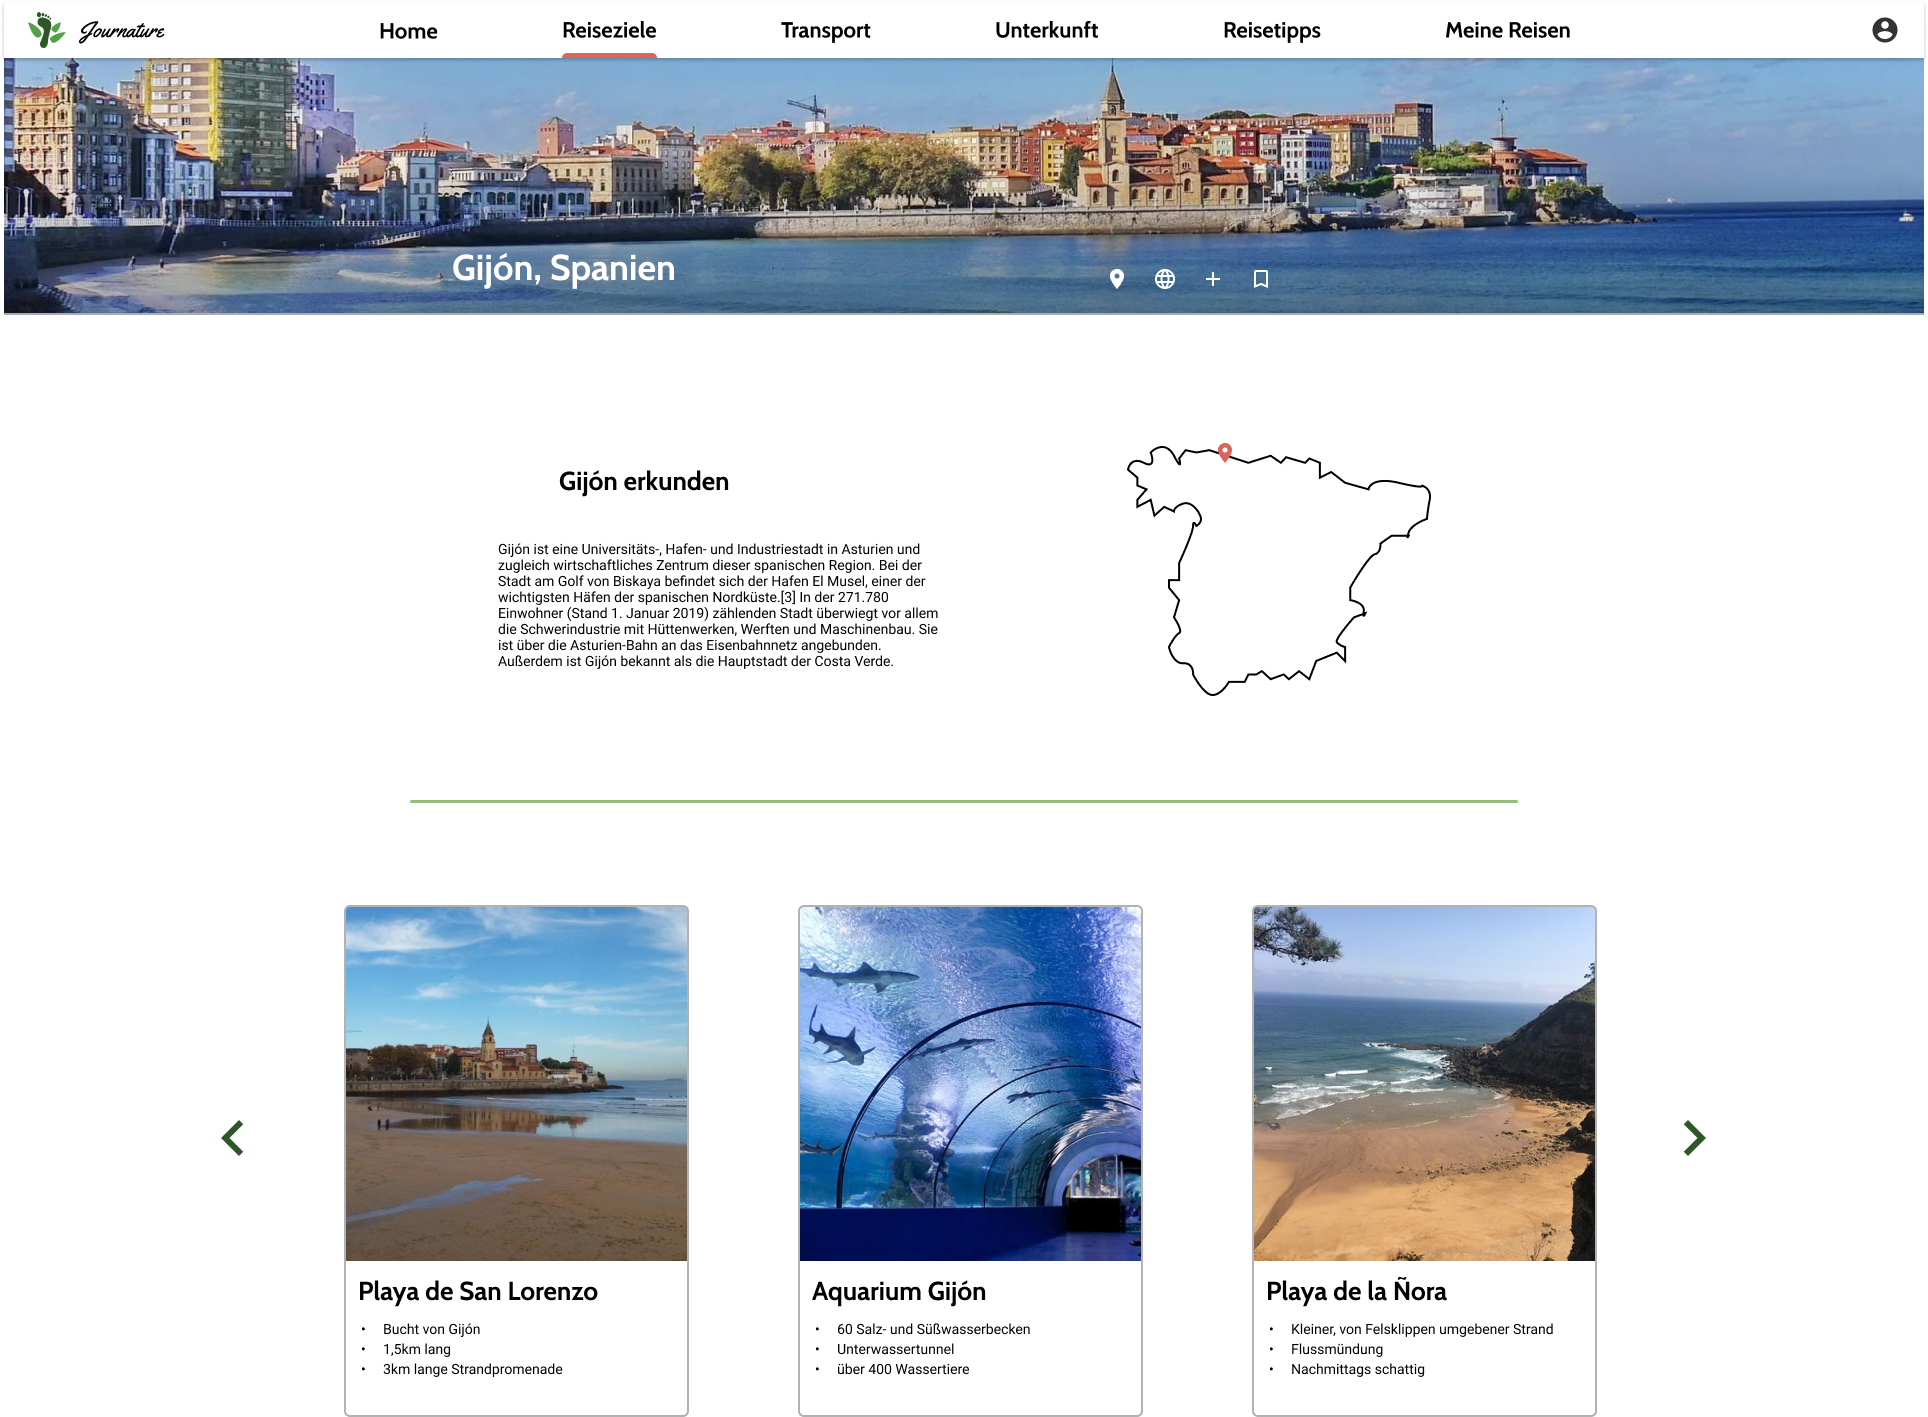 Journature
Home
Reiseziele
Transport
Unterkunft
Reisetipps
Meine Reisen
Gijón, Spanien
Gijón erkunden
Gijón ist eine Universitäts-, Hafen- und Industriestadt in Asturien und
zugleich wirtschaftliches Zentrum dieser spanischen Region. Bei der
Stadt am Golf von Biskaya befindet sich der Hafen El Musel, einer der
wichtigsten Häfen der spanischen Nordküste.[3] In der 271.780
Einwohner (Stand 1. Januar 2019) zählenden Stadt überwiegt vor allem
die Schwerindustrie mit Hüttenwerken, Werften und Maschinenbau. Sie
ist über die Asturien-Bahn an das Eisenbahnnetz angebunden.
Außerdem ist Gijón bekannt als die Hauptstadt der Costa Verde.
Playa de San Lorenzo
• Bucht von Gijón
• 1,5km lang
• 3km lange Strandpromenade
Aquarium Gijón
• 60 Salz- und Süßwasserbecken
• Unterwassertunnel
• über 400 Wassertiere
Playa de la Ñora
• Kleiner, von Felsklippen umgebener Strand
• Flussmündung
• Nachmittags schattig